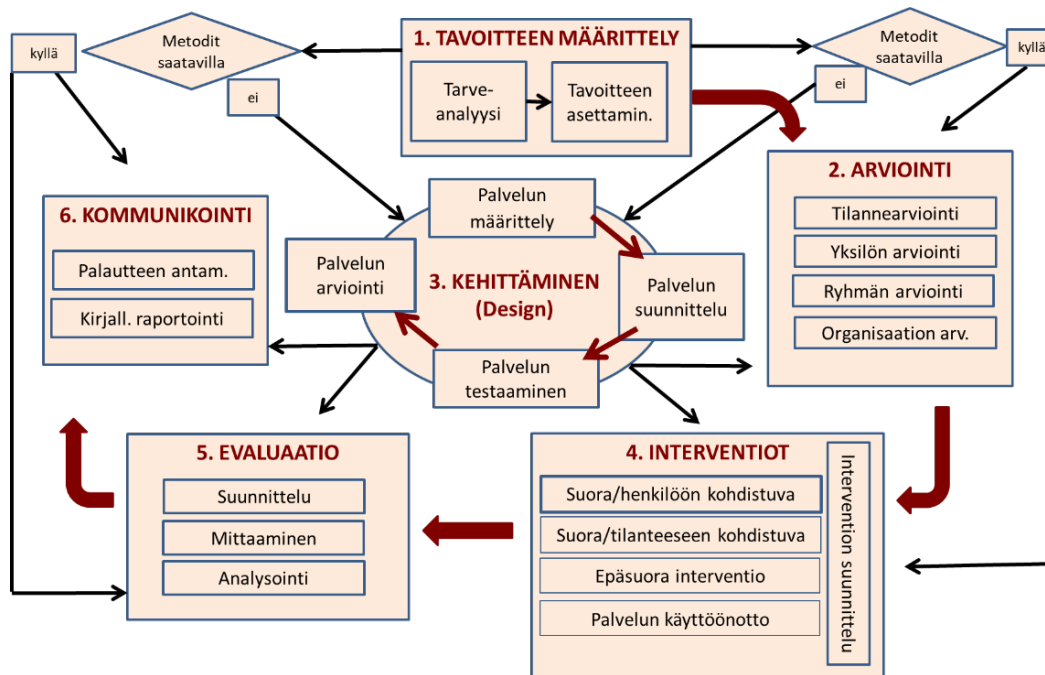 kyllä
Metodit
saatavilla
ei
1. TAVOITTEEN MÄÄRITTELY
Tarve-
analyysi
Tavoitteen
asettamin.
Metodit
saatavilla
kyllä
ei
2. ARVIOINTI
Tilannearviointi
Yksilön arviointi
Ryhmän arviointi
Organisaation arv.
6. KOMMUNIKOINTI
Palautteen antam.
Kirjall. raportointi
Palvelun
määrittely
Palvelun
arviointi
3. KEHITTÄMINEN
(Design)
Palvelun
suunnittelu
Palvelun
testaaminen
5. EVALUAATIO
Suunnittelu
Mittaaminen
Analysointi
4. INTERVENTIOT
Suora/henkilöön kohdistuva
Suora/tilanteeseen kohdistuva
Epäsuora interventio
Palvelun käyttöönotto
Intervention suunnittelu